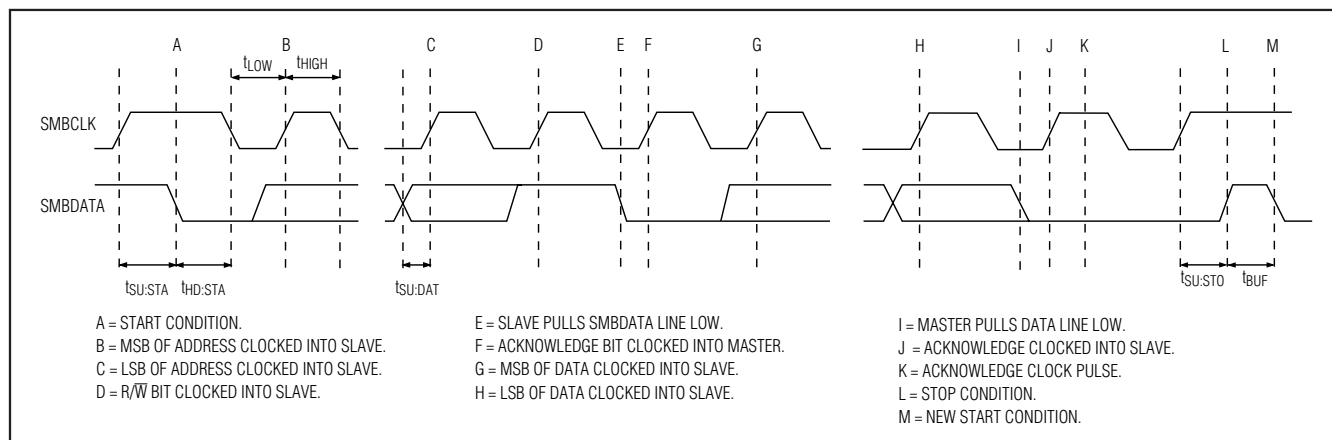 A B C D E F G H I J K L M
tLOW tHIGH
SMBCLK
SMBDATA
tSU:STA tHD:STA tSU:DAT tSU:STO tBUF
A = START CONDITION.
B = MSB OF ADDRESS CLOCKED INTO SLAVE.
C = LSB OF ADDRESS CLOCKED INTO SLAVE.
D = R/W̅ BIT CLOCKED INTO SLAVE.
E = SLAVE PULLS SMBDATA LINE LOW.
F = ACKNOWLEDGE BIT CLOCKED INTO MASTER.
G = MSB OF DATA CLOCKED INTO SLAVE.
H = LSB OF DATA CLOCKED INTO SLAVE.
I = MASTER PULLS DATA LINE LOW.
J = ACKNOWLEDGE CLOCKED INTO SLAVE.
K = ACKNOWLEDGE CLOCK PULSE.
L = STOP CONDITION.
M = NEW START CONDITION.